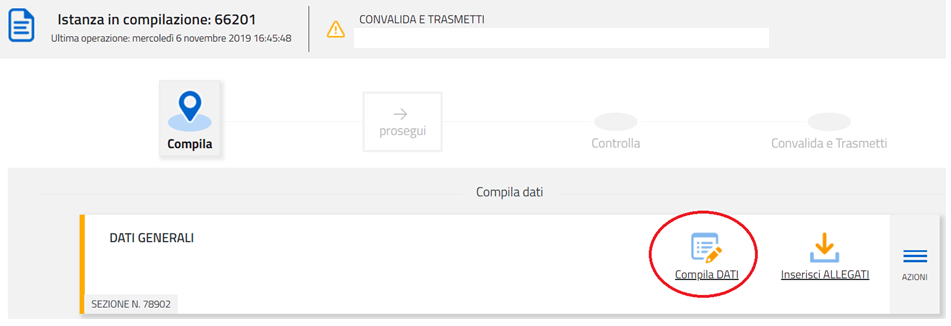 Istanza in compilazione: 66201
Ultima operazione: mercoledì 6 novembre 2019 16:45:48
CONVALIDA E TRASMETTI
Compila
prosegui
Controlla
Convalida e Trasmetti
Compila dati
DATI GENERALI
Compila DATI
Inserisci ALLEGATI
AZIONI
SEZIONE N. 78902